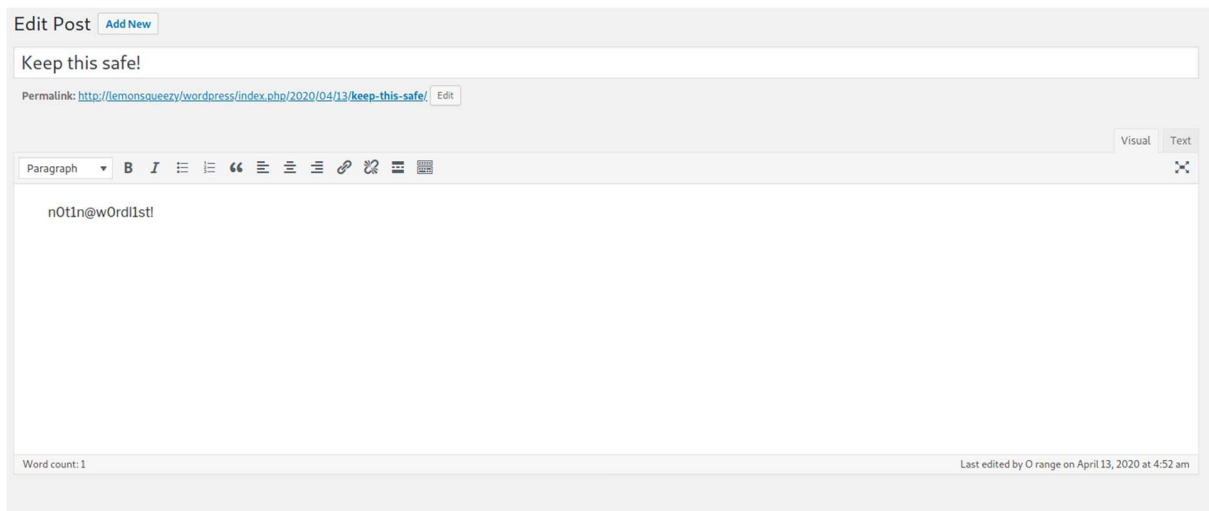 Edit Post Add New
Keep this safe!
Permalink: http://lemonsqueezy/wordpress/index.php/2020/04/13/keep-this-safe/ Edit
Visual Text
Paragraph B I
n0t1n@w0rdl1st!
Word count: 1 Last edited by O range on April 13, 2020 at 4:52 am